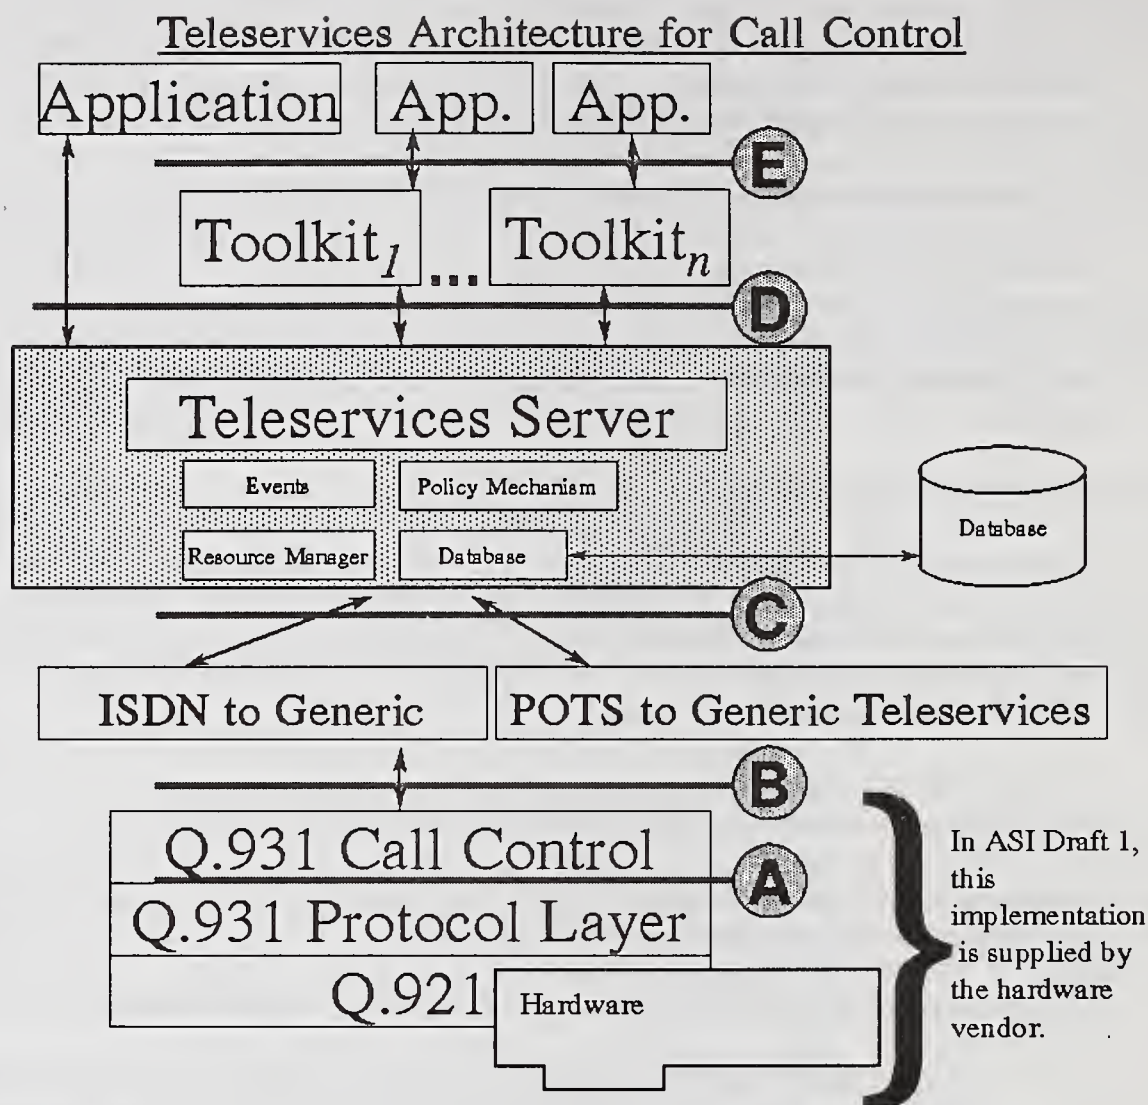 Teleservices Architecture for Call Control
Application
App.
App.
E
Toolkit1
...
Toolkitn
D
Teleservices Server
Events
Policy Mechanism
Resource Manager
Database
Database
C
ISDN to Generic
POTS to Generic Teleservices
B
Q.931 Call Control
A
Q.931 Protocol Layer
Q.921
Hardware
In ASI Draft 1,
this
implementation
is supplied by
the hardware
vendor.